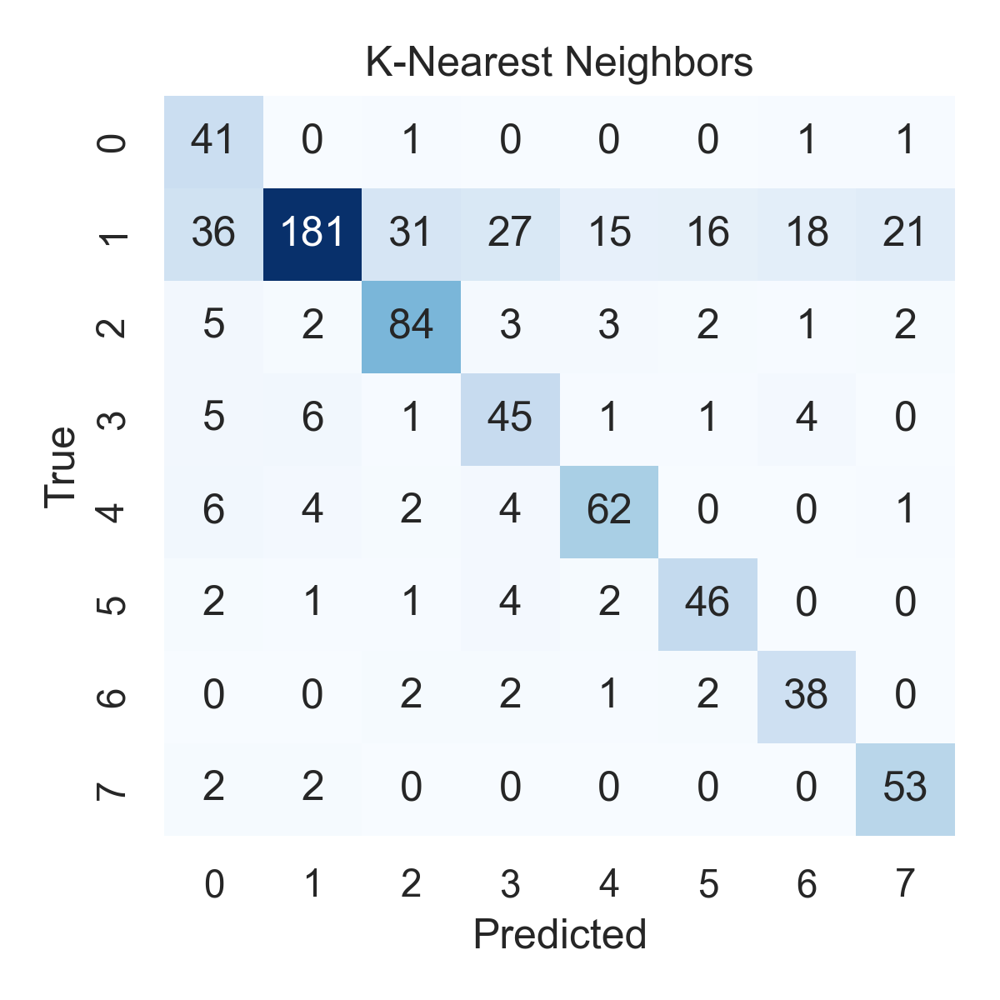 K-Nearest Neighbors
0 41 0 1 0 0 0 1 1
1 36 181 31 27 15 16 18 21
2 5 2 84 3 3 2 1 2
3 5 6 1 45 1 1 4 0
4 6 4 2 4 62 0 0 1
5 2 1 1 4 2 46 0 0
6 0 0 2 2 1 2 38 0
7 2 2 0 0 0 0 0 53
True
0 1 2 3 4 5 6 7
Predicted